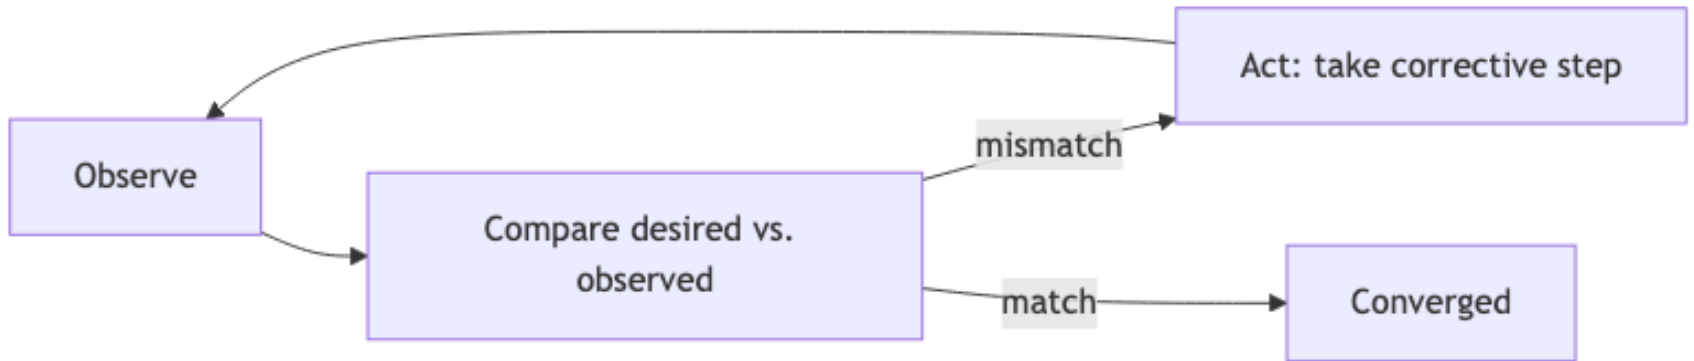 Act: take corrective step
mismatch
Observe
Compare desired vs.
observed
match
Converged